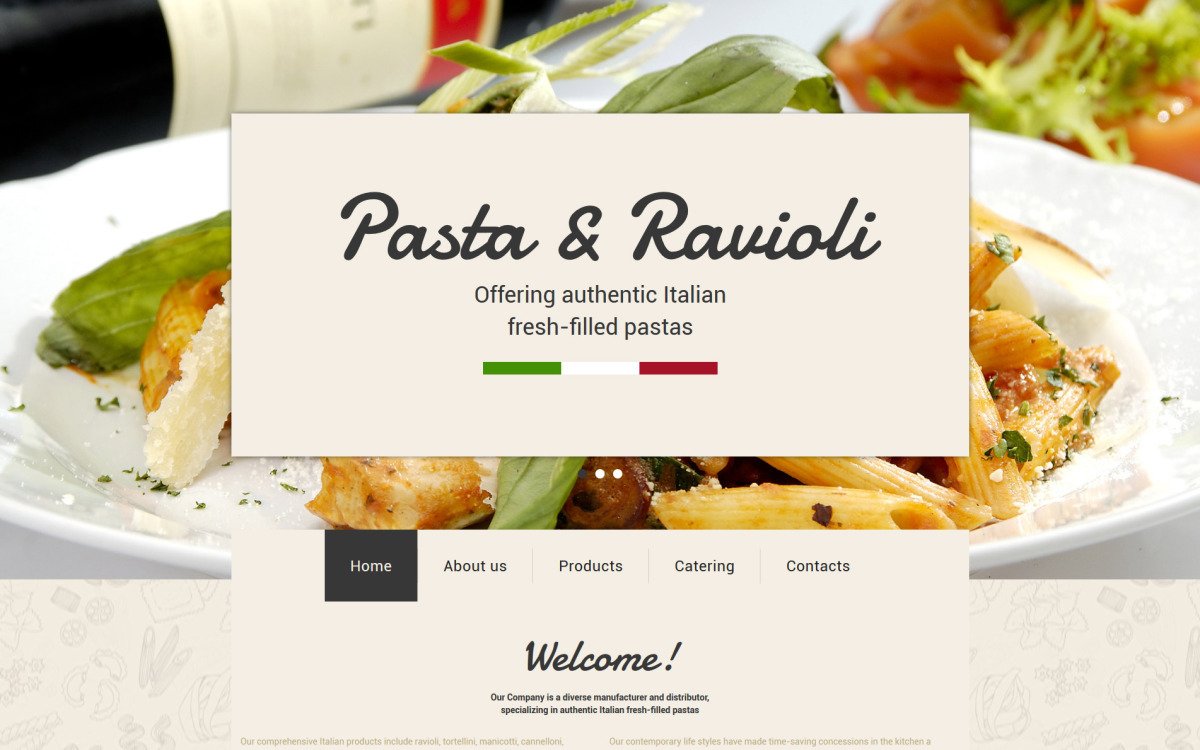 Pasta & Ravioli
Offering authentic Italian
fresh-filled pastas
Home
About us
Products
Catering
Contacts
Welcome!
Our Company is a diverse manufacturer and distributor,
specializing in authentic Italian fresh-filled pastas
Our comprehensive Italian products include ravioli, tortellini, manicotti, cannelloni,
Our contemporary life styles have made time-saving concessions in the kitchen a